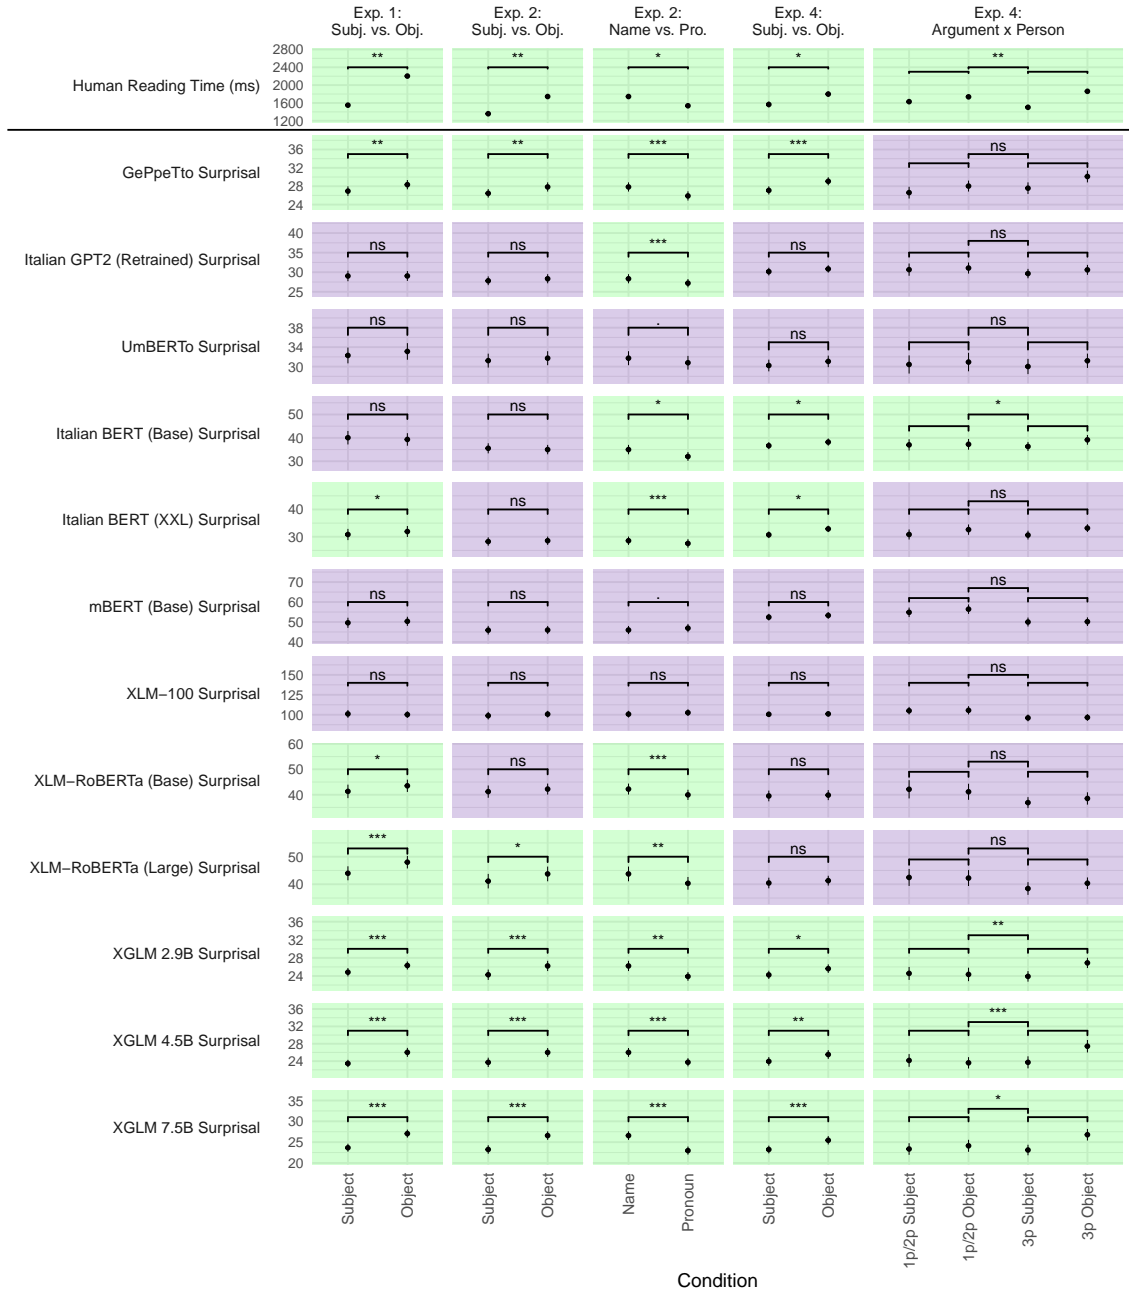 Exp. 1:
Subj. vs. Obj.
Exp. 2:
Subj. vs. Obj.
Exp. 2:
Name vs. Pro.
Exp. 4:
Subj. vs. Obj.
Exp. 4:
Argument x Person
Human Reading Time (ms)
2800
2400
2000
1600
1200
** ** * * **
GePpeTto Surprisal
36
32
28
24
** ** *** *** ns
Italian GPT2 (Retrained) Surprisal
40
35
30
25
ns ns *** ns ns
UmBERTo Surprisal
38
34
30
ns ns . ns ns
Italian BERT (Base) Surprisal
50
40
30
ns ns * * *
Italian BERT (XXL) Surprisal
40
30
* ns *** * ns
mBERT (Base) Surprisal
70
60
50
40
ns ns . ns ns
XLM−100 Surprisal
150
125
100
ns ns ns ns ns
XLM−RoBERTa (Base) Surprisal
60
50
40
* ns *** ns ns
XLM−RoBERTa (Large) Surprisal
50
40
*** * ** ns ns
XGLM 2.9B Surprisal
36
32
28
24
*** *** ** * **
XGLM 4.5B Surprisal
36
32
28
24
*** *** *** ** ***
XGLM 7.5B Surprisal
35
30
25
20
*** *** *** *** *
Subject
Object
Subject
Object
Name
Pronoun
Subject
Object
1p/2p Subject
1p/2p Object
3p Subject
3p Object
Condition